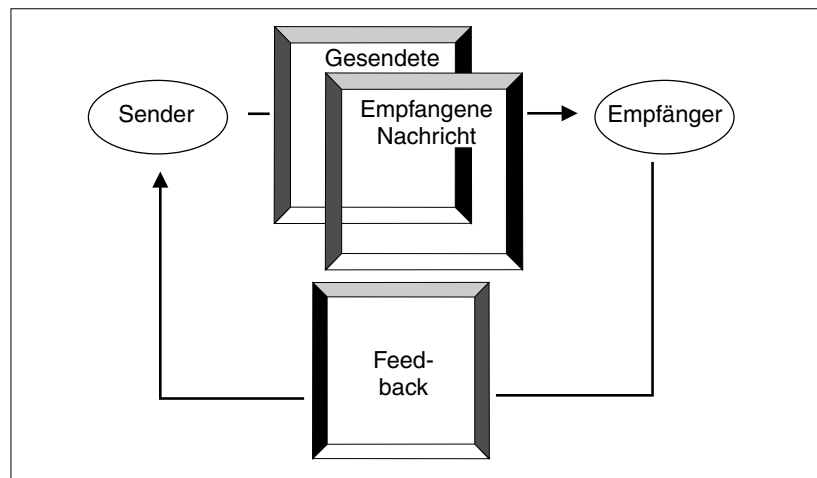 Gesendete
Sender
Empfangene
Nachricht
Empfänger
Feed-
back